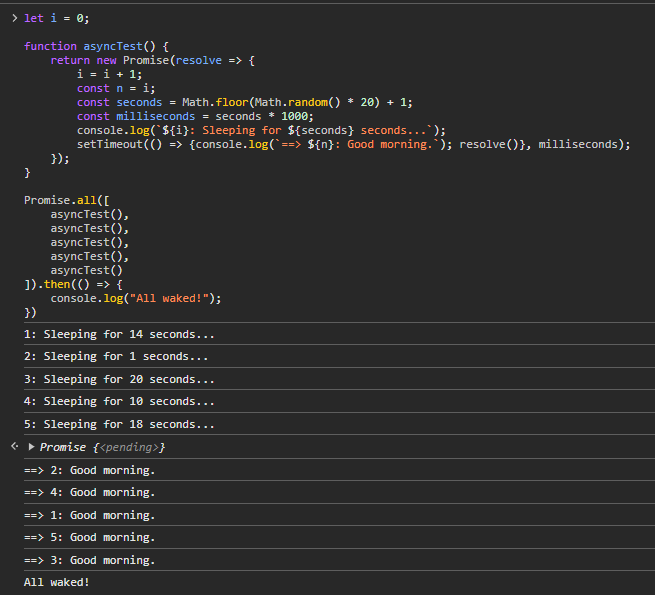 > let i = 0;
function asyncTest() {
    return new Promise(resolve => {
        i = i + 1;
        const n = i;
        const seconds = Math.floor(Math.random() * 20) + 1;
        const milliseconds = seconds * 1000;
        console.log(`${i}: Sleeping for ${seconds} seconds...`);
        setTimeout(() => {console.log(`==> ${n}: Good morning.`); resolve()}, milliseconds);
    });
}
Promise.all([
    asyncTest(),
    asyncTest(),
    asyncTest(),
    asyncTest(),
    asyncTest()
]).then(() => {
    console.log("All waked!");
})
1: Sleeping for 14 seconds...
2: Sleeping for 1 seconds...
3: Sleeping for 20 seconds...
4: Sleeping for 10 seconds...
5: Sleeping for 18 seconds...
Promise {<pending>}
==> 2: Good morning.
==> 4: Good morning.
==> 1: Good morning.
==> 5: Good morning.
==> 3: Good morning.
All waked!